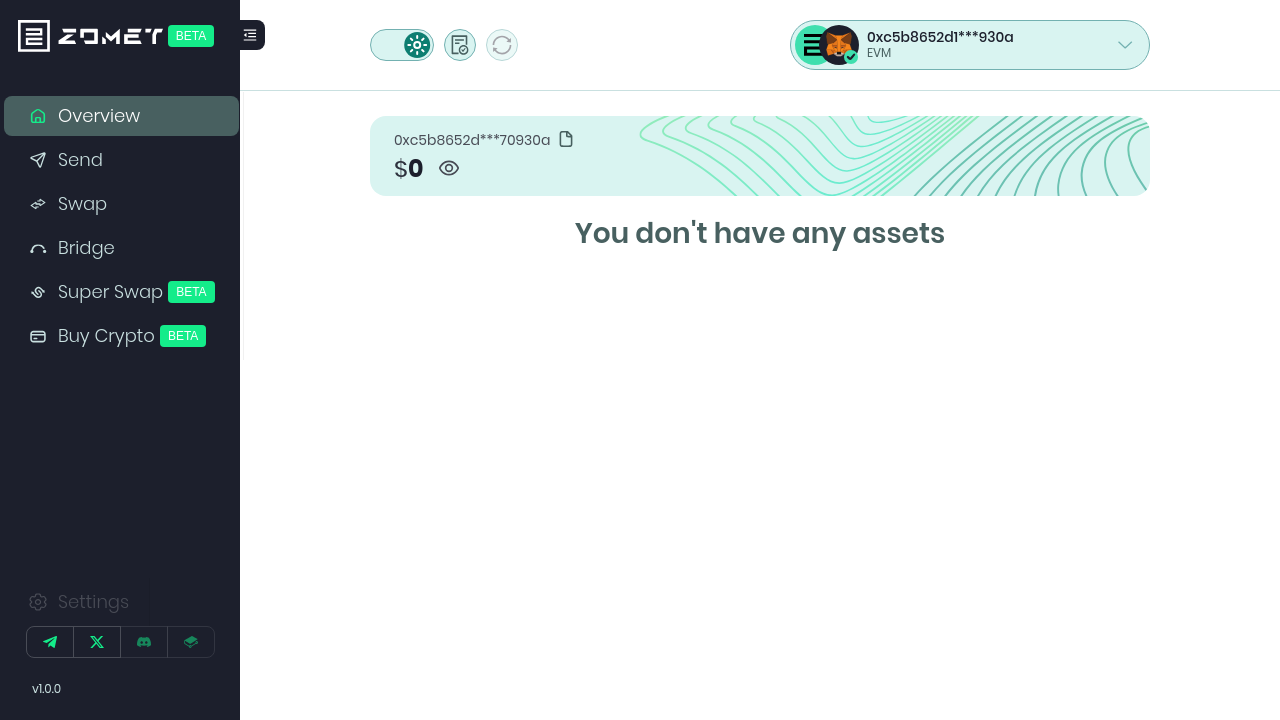 ZOMET BETA
Overview
Send
Swap
Bridge
Super Swap BETA
Buy Crypto BETA
Settings
v1.0.0
0xc5b8652d1***930a
EVM
0xc5b8652d***70930a
$0
You don't have any assets